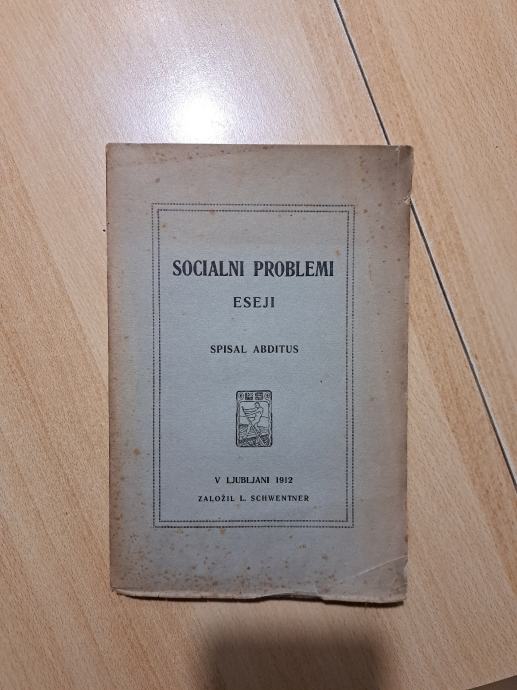 SOCIALNI PROBLEMI
ESEJI
SPISAL ABDITUS
V LJUBLJANI 1912
ZALOŽIL L. SCHWENTNER